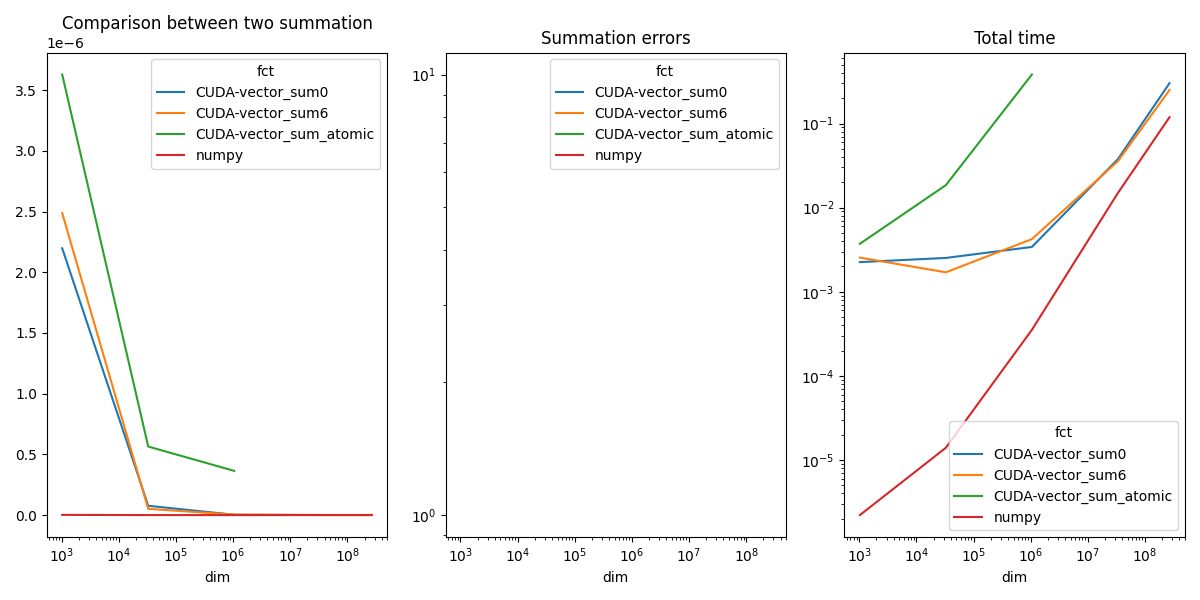 Comparison between two summation
1e−6
fct
CUDA-vector_sum0
CUDA-vector_sum6
CUDA-vector_sum_atomic
numpy
3.5
3.0
2.5
2.0
1.5
1.0
0.5
0.0
10³ 10⁴ 10⁵ 10⁶ 10⁷ 10⁸
dim
Summation errors
fct
CUDA-vector_sum0
CUDA-vector_sum6
CUDA-vector_sum_atomic
numpy
10¹
10⁰
10³ 10⁴ 10⁵ 10⁶ 10⁷ 10⁸
dim
Total time
10⁻¹
10⁻²
10⁻³
10⁻⁴
10⁻⁵
fct
CUDA-vector_sum0
CUDA-vector_sum6
CUDA-vector_sum_atomic
numpy
10³ 10⁴ 10⁵ 10⁶ 10⁷ 10⁸
dim